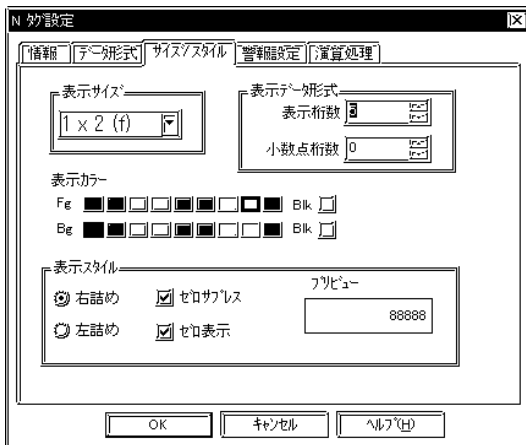 N ﾀｸﾞ設定
情報 ﾃﾞｰﾀ形式 ｻｲｽﾞ/ｽﾀｲﾙ 警報設定 演算処理
表示ｻｲｽﾞ
1 x 2 (f)
表示ﾃﾞｰﾀ形式
表示桁数 5
小数点桁数 0
表示カラー
Fg Blk
Bg Blk
表示ｽﾀｲﾙ
右詰め ｾﾞﾛｻﾌﾟﾚｽ
左詰め ｾﾞﾛ表示
ﾌﾟﾘﾋﾞｭｰ
88888
OK ｷｬﾝｾﾙ ﾍﾙﾌﾟ(H)